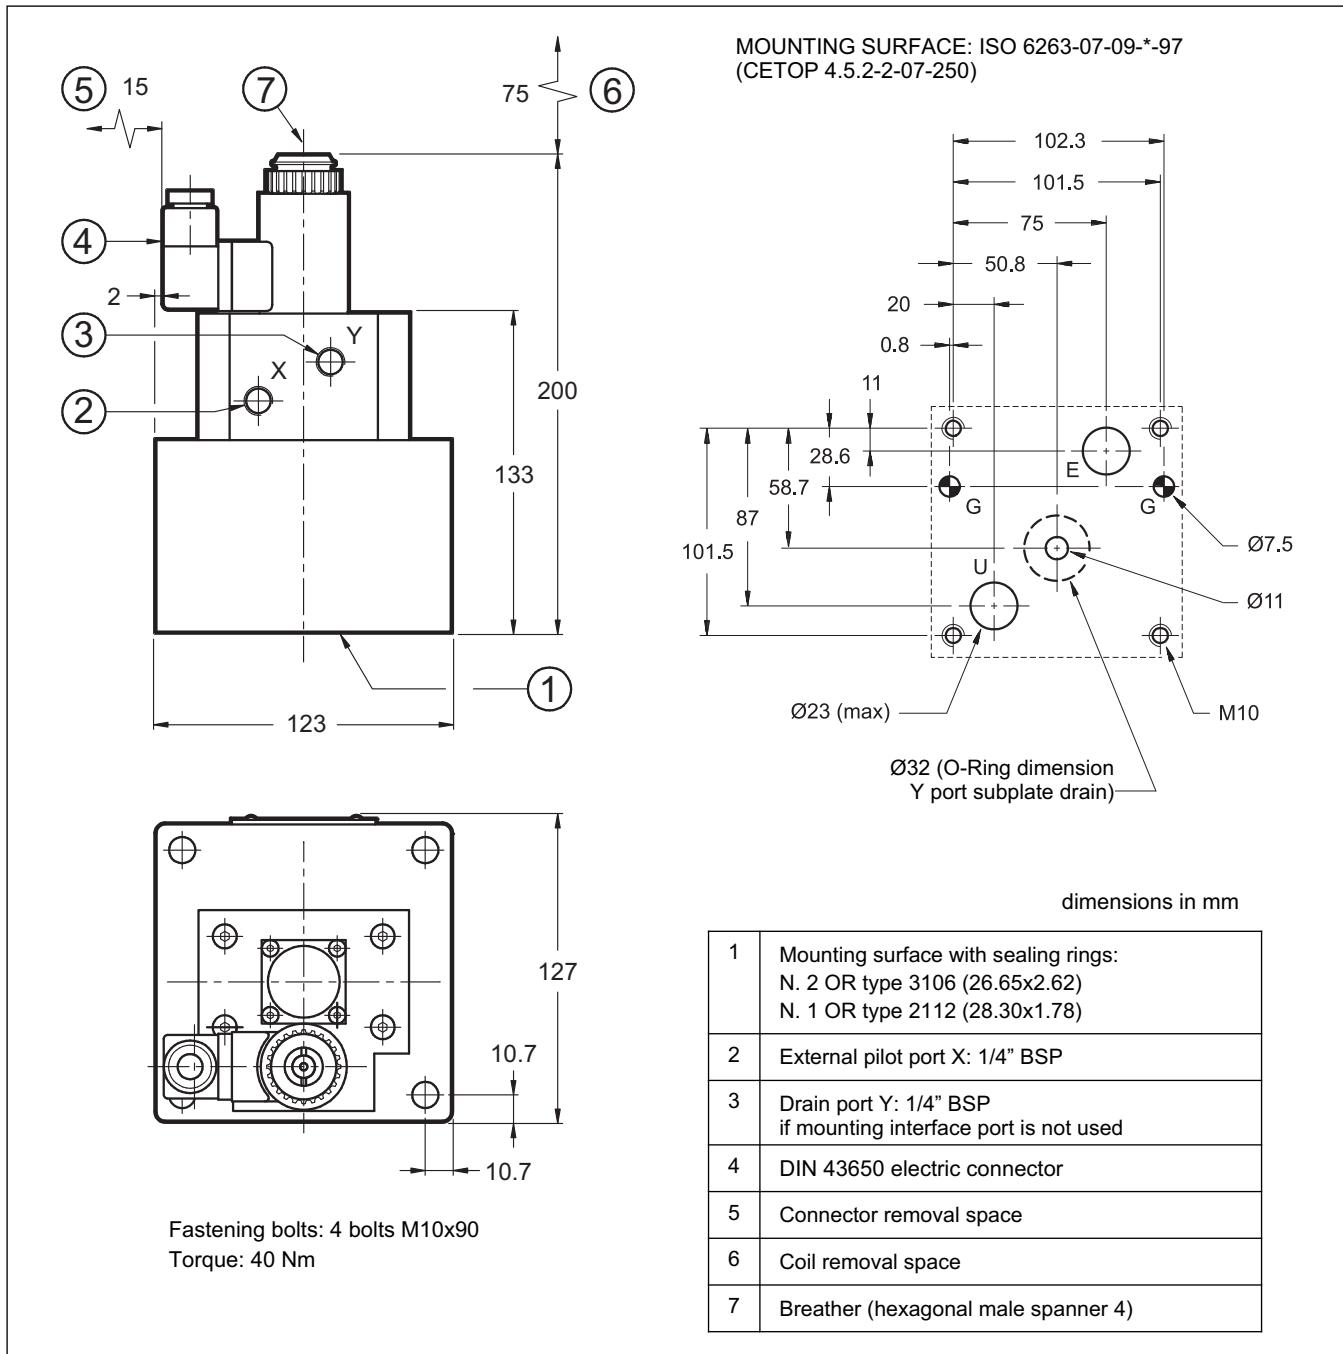 MOUNTING SURFACE: ISO 6263-07-09-*-97
(CETOP 4.5.2-2-07-250)
5
15
7
75
6
4
2
3
Y
X
2
200
133
1
123
102.3
101.5
75
50.8
20
0.8
11
28.6
58.7
87
101.5
E
G
G
U
Ø7.5
Ø11
Ø23 (max)
M10
Ø32 (O-Ring dimension
Y port subplate drain)
127
10.7
10.7
Fastening bolts: 4 bolts M10x90
Torque: 40 Nm
dimensions in mm
1 Mounting surface with sealing rings:
N. 2 OR type 3106 (26.65x2.62)
N. 1 OR type 2112 (28.30x1.78)
2 External pilot port X: 1/4” BSP
3 Drain port Y: 1/4” BSP
if mounting interface port is not used
4 DIN 43650 electric connector
5 Connector removal space
6 Coil removal space
7 Breather (hexagonal male spanner 4)